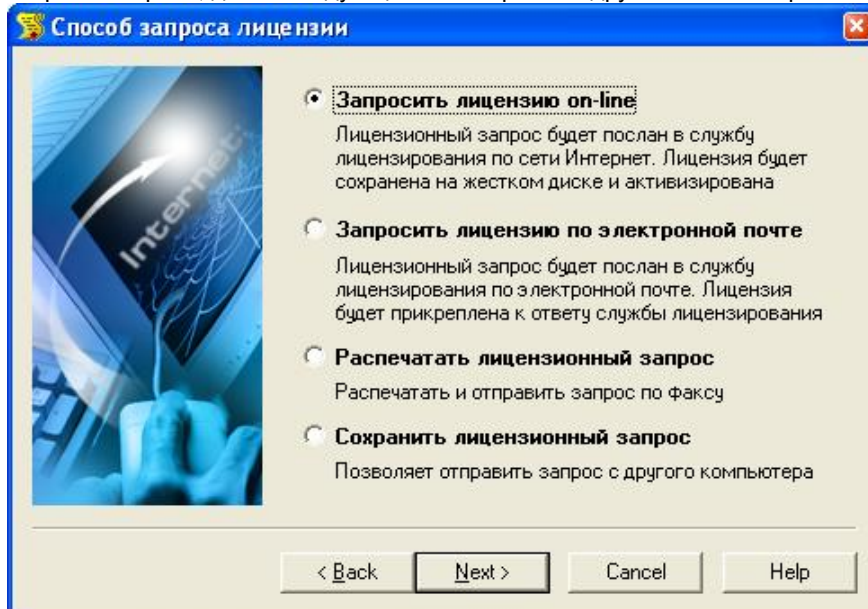 Способ запроса лицензии
Internet
Запросить лицензию on-line
Лицензионный запрос будет послан в службу
лицензирования по сети Интернет. Лицензия будет
сохранена на жестком диске и активизирована
Запросить лицензию по электронной почте
Лицензионный запрос будет послан в службу
лицензирования по электронной почте. Лицензия
будет прикреплена к ответу службы лицензирования
Распечатать лицензионный запрос
Распечатать и отправить запрос по факсу
Сохранить лицензионный запрос
Позволяет отправить запрос с другого компьютера
< Back
Next >
Cancel
Help